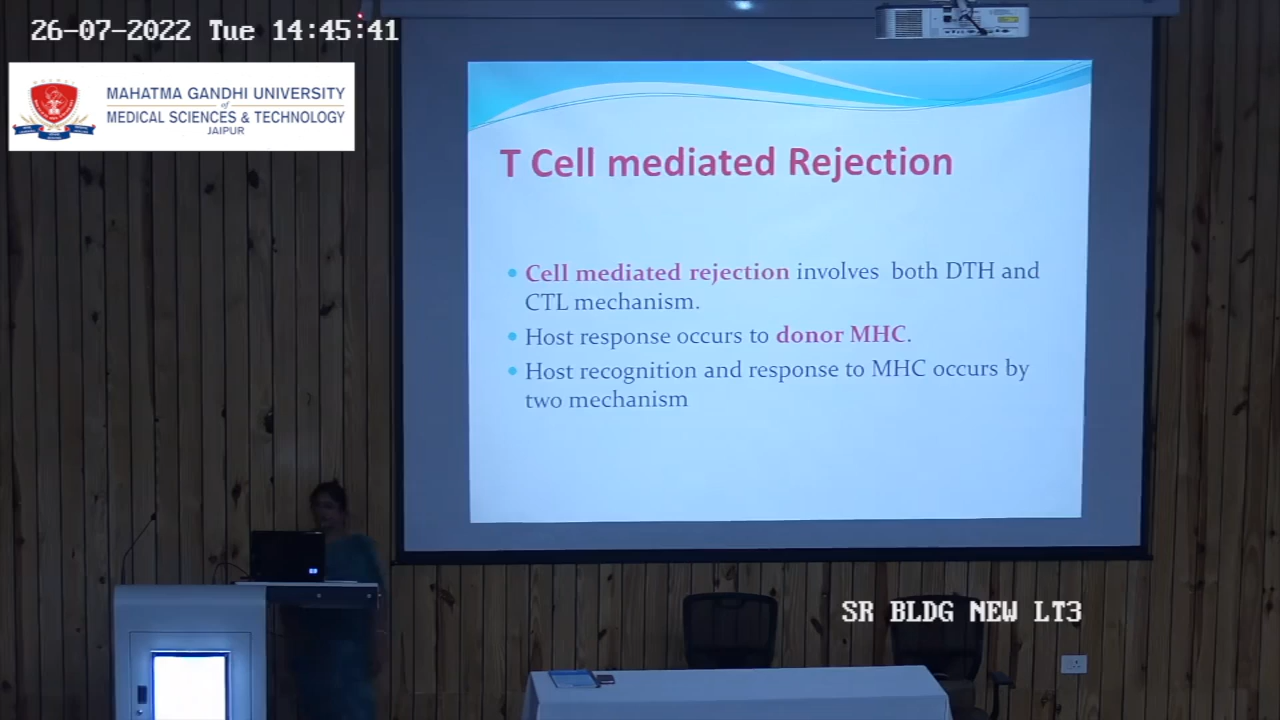 26-07-2022 Tue 14:45:41
MAHATMA GANDHI UNIVERSITY
of
MEDICAL SCIENCES & TECHNOLOGY
JAIPUR
T Cell mediated Rejection
• Cell mediated rejection involves both DTH and
CTL mechanism.
• Host response occurs to donor MHC.
• Host recognition and response to MHC occurs by
two mechanism
SR BLDG NEW LT3